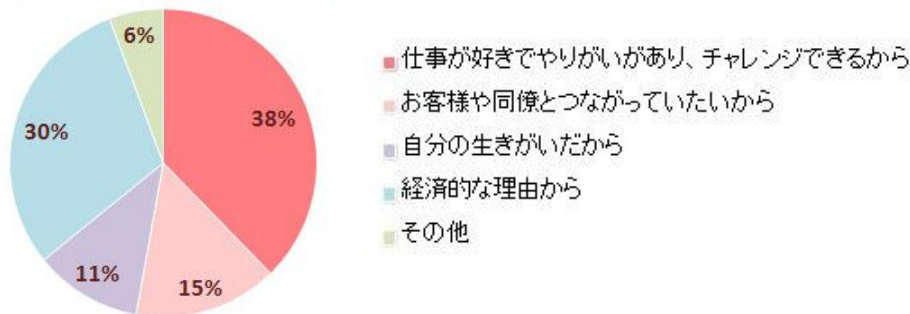 6%
38%
30%
11%
15%
仕事が好きでやりがいがあり、チャレンジできるから
お客様や同僚とつながっていたいから
自分の生きがいだから
経済的な理由から
その他